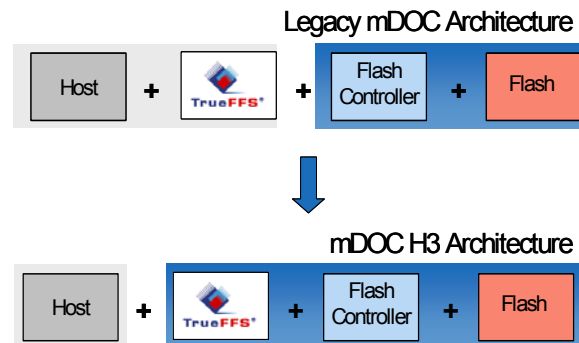 Legacy mDOC Architecture
Host + TrueFFS® + Flash Controller + Flash
mDOC H3 Architecture
Host + TrueFFS® + Flash Controller + Flash